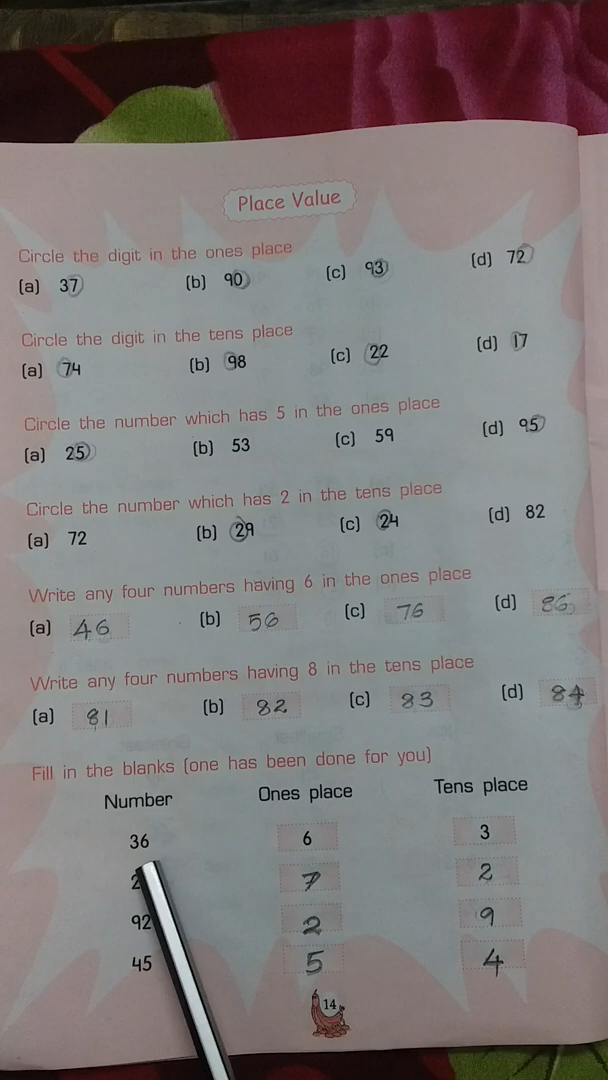 Place Value
Circle the digit in the ones place
(a) 37 (b) 90 (c) 93 (d) 72
Circle the digit in the tens place
(a) 74 (b) 98 (c) 22 (d) 17
Circle the number which has 5 in the ones place
(a) 25 (b) 53 (c) 59 (d) 95
Circle the number which has 2 in the tens place
(a) 72 (b) 29 (c) 24 (d) 82
Write any four numbers having 6 in the ones place
(a) 46 (b) 56 (c) 76 (d) 86
Write any four numbers having 8 in the tens place
(a) 81 (b) 82 (c) 83 (d) 84
Fill in the blanks (one has been done for you)
Number Ones place Tens place
36 6 3
7 2
92 2 9
45 5 4
14